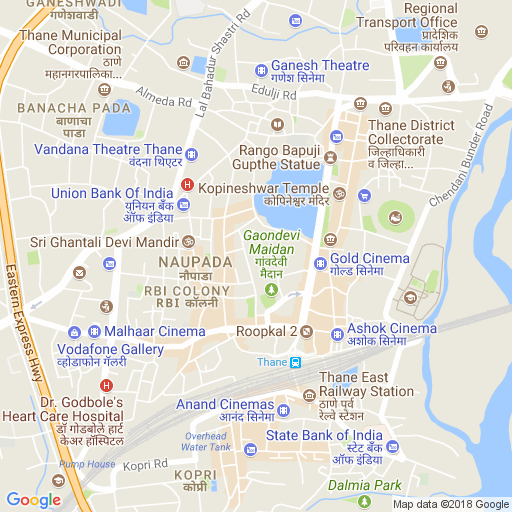 GANESHWADI
गणेशवाडी
Regional
Transport Office
प्रादेशिक
परिवहन कार्यालय
Thane Municipal
Corporation
ठाणे
महानगरपालिका...
Lal Bahadur Shastri Rd
Ganesh Theatre
गणेश सिनेमा
Almeda Rd
Edulji Rd
BANACHA PADA
बाणाचा
पाडा
Thane District
Collectorate
जिल्हाधिकारी
व जिल्हा...
Chendani Bunder Road
Vandana Theatre Thane
वंदना थिएटर
Rango Bapuji
Gupthe Statue
Union Bank Of India
यूनियन बैंक
ऑफ इंडिया
Kopineshwar Temple
कोपिनेश्वर मंदिर
Sri Ghantali Devi Mandir
Gaondevi
Maidan
गांवदेवी
मैदान
NAUPADA
नौपाडा
Gold Cinema
गोल्ड सिनेमा
RBI COLONY
RBI कॉलनी
Eastern Express Hwy
Malhaar Cinema
Roopkal 2
Ashok Cinema
अशोक सिनेमा
Vodafone Gallery
व्होडाफोन गॅलरी
Thane
Thane East
Railway Station
ठाणे पूर्व
रेल्वे स्टेशन
Dr. Godbole's
Heart Care Hospital
डॉ गोडबोले हार्ट
केअर हॉस्पिटल
Anand Cinemas
आनंद सिनेमा
Overhead
Water Tank
State Bank of India
स्टेट बैंक
ऑफ इंडिया
Pump House
Kopri Rd
KOPRI
कोप्री
Dalmia Park
Google
Map data ©2018 Google